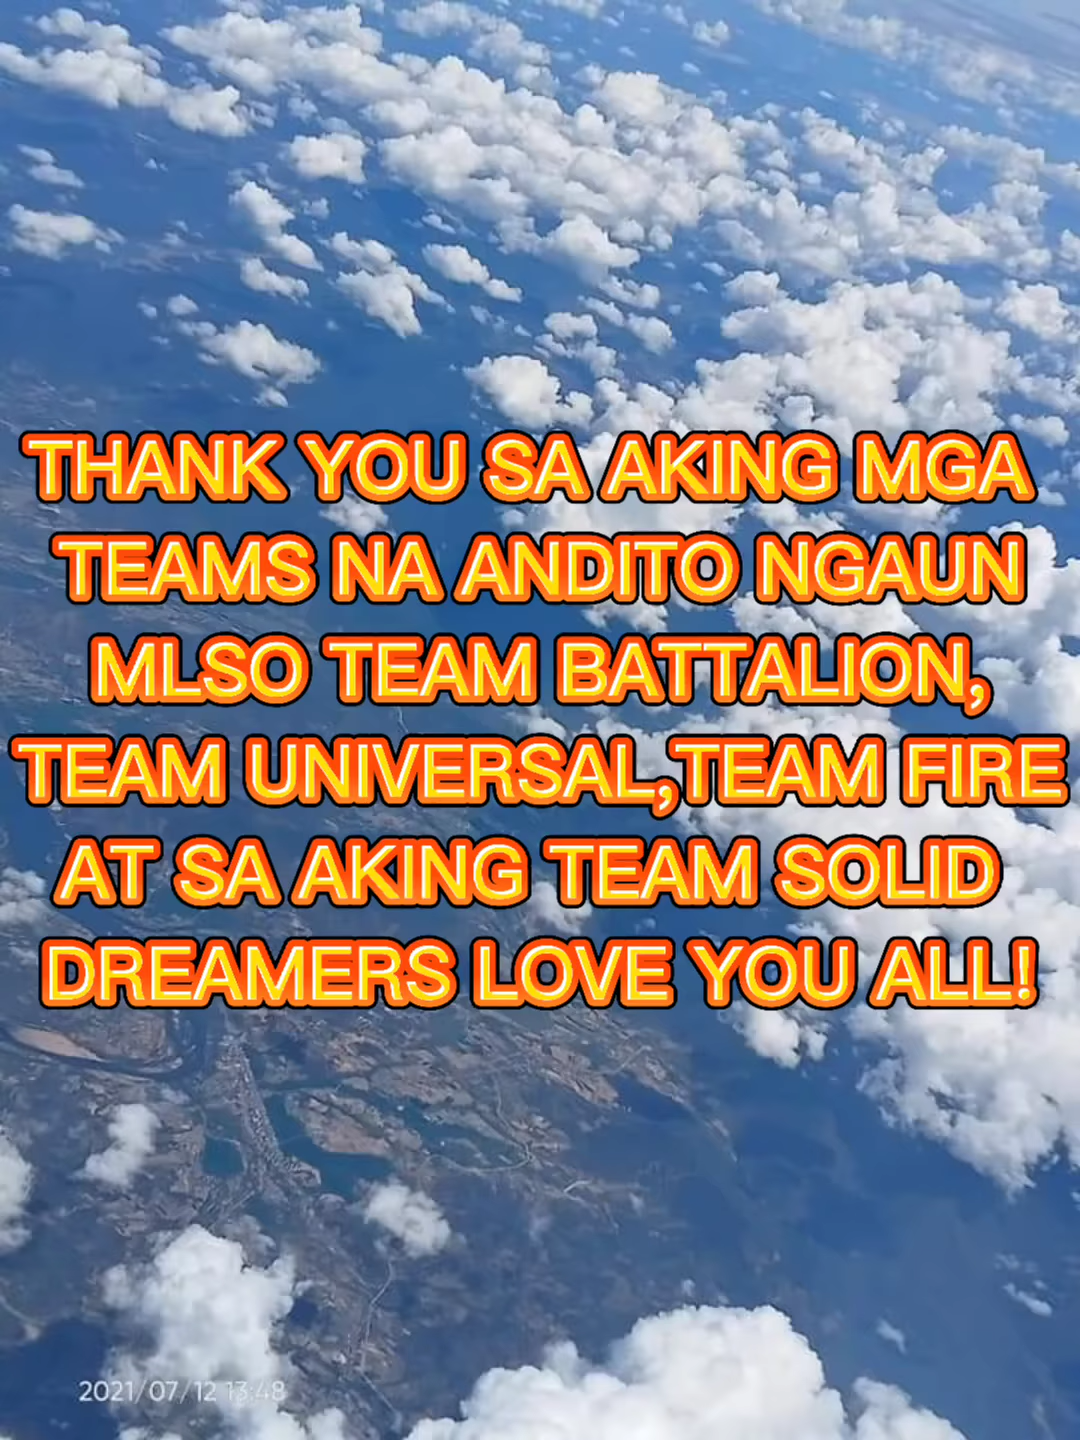 THANK YOU SA AKING MGA
TEAMS NA ANDITO NGAUN
MLSO TEAM BATTALION,
TEAM UNIVERSAL,TEAM FIRE
AT SA AKING TEAM SOLID
DREAMERS LOVE YOU ALL!
2021/07/12 13:48